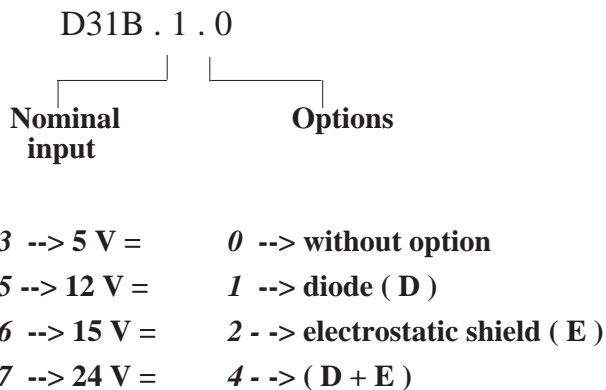 D31B . 1 . 0
Nominal Options
input
3 --> 5 V = 0 --> without option
5 --> 12 V = 1 --> diode ( D )
6 --> 15 V = 2 - -> electrostatic shield ( E )
7 --> 24 V = 4 - -> ( D + E )